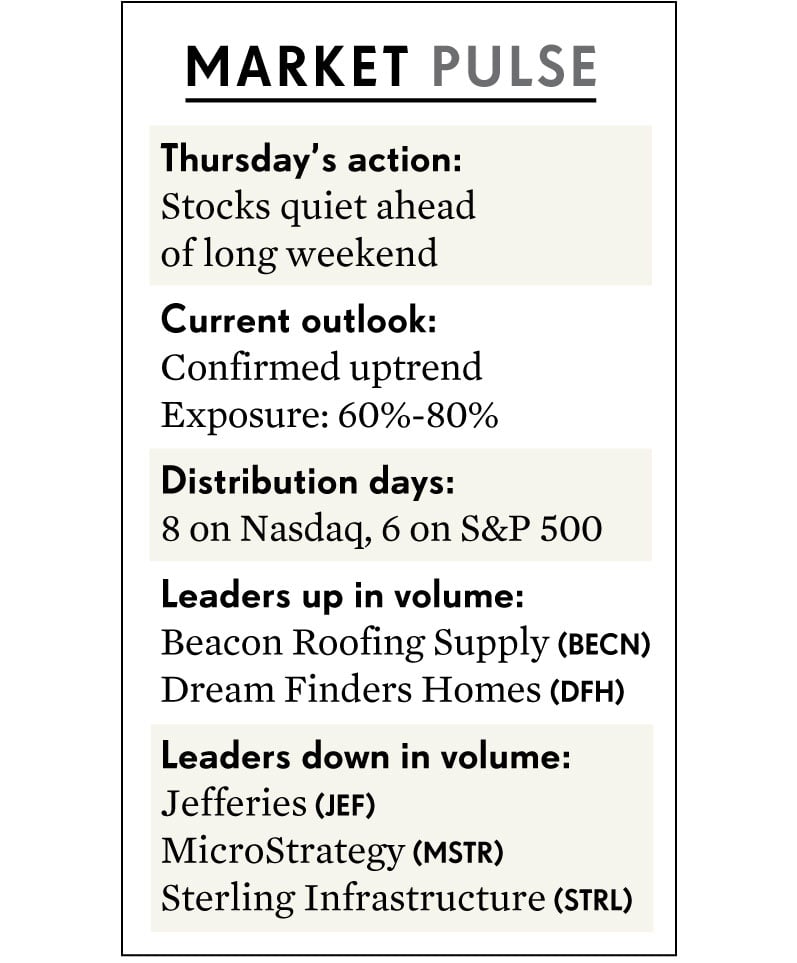 MARKET PULSE
Thursday’s action:
Stocks quiet ahead
of long weekend
Current outlook:
Confirmed uptrend
Exposure: 60%-80%
Distribution days:
8 on Nasdaq, 6 on S&P 500
Leaders up in volume:
Beacon Roofing Supply (BECN)
Dream Finders Homes (DFH)
Leaders down in volume:
Jefferies (JEF)
MicroStrategy (MSTR)
Sterling Infrastructure (STRL)